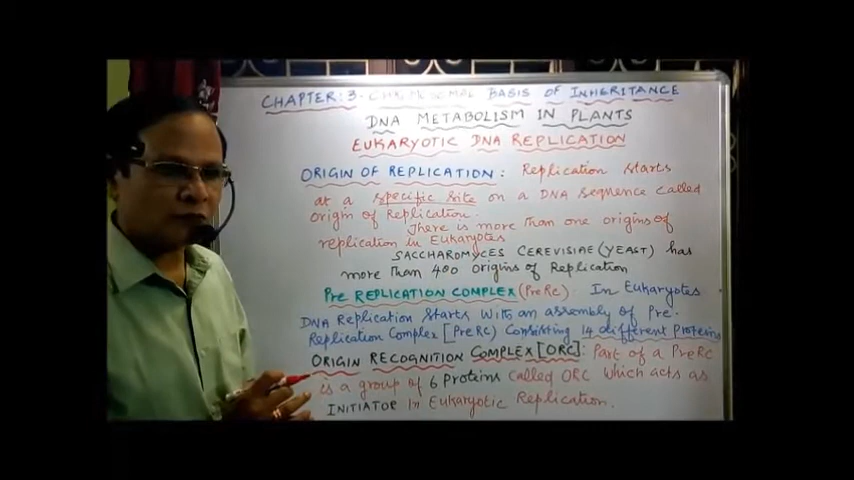 CHAPTER:3- CHROMOSOMAL BASIS OF INHERITANCE
DNA METABOLISM IN PLANTS
EUKARYOTIC DNA REPLICATION
ORIGIN OF REPLICATION: Replication starts
at a specific site on a DNA sequence called
origin of Replication.
There is more than one origins of
replication in Eukaryotes
SACCHAROMYCES CEREVISIAE (YEAST) has
more than 400 origins of Replication
Pre REPLICATION COMPLEX (PreRC): In Eukaryotes
DNA Replication starts with an assembly of Pre-
Replication Complex [PreRC) Consisting 14 different Proteins
ORIGIN RECOGNITION COMPLEX [ORC]: Part of a PreRC
is a group of 6 Proteins called ORC which acts as
INITIATOR in Eukaryotic Replication.